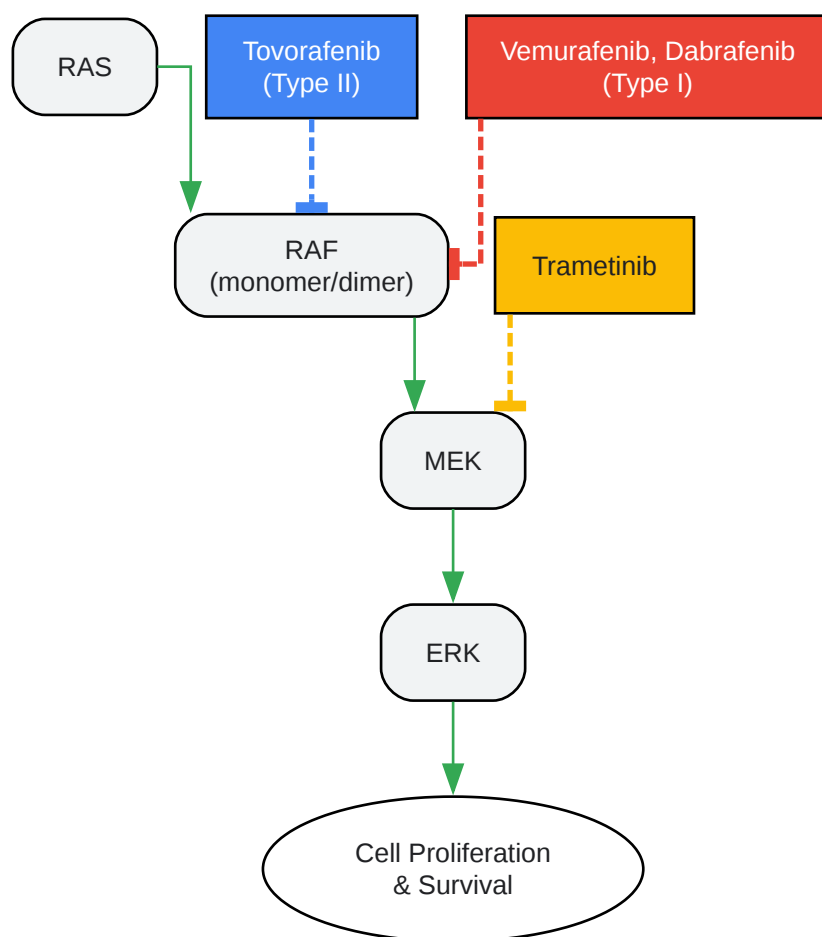 RAS
Tovorafenib
(Type II)
Vemurafenib, Dabrafenib
(Type I)
RAF
(monomer/dimer)
Trametinib
MEK
ERK
Cell Proliferation
& Survival